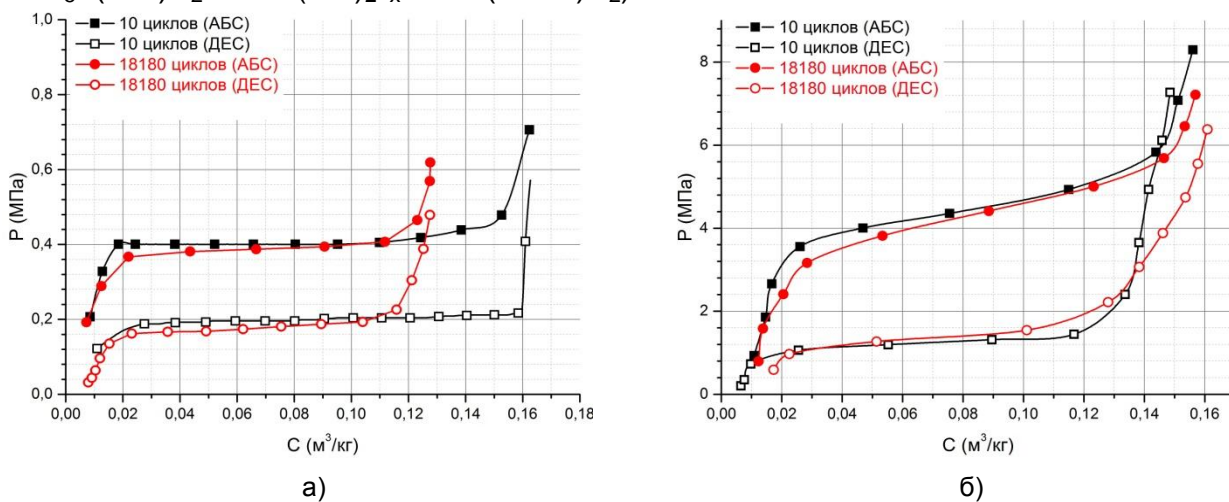 10 циклов (АБС)
10 циклов (ДЕС)
18180 циклов (АБС)
18180 циклов (ДЕС)
1,0
0,8
0,6
0,4
0,2
0,0
P (МПа)
0,00 0,02 0,04 0,06 0,08 0,10 0,12 0,14 0,16 0,18
C (м³/кг)
а)
10 циклов (АБС)
10 циклов (ДЕС)
18180 циклов (АБС)
18180 циклов (ДЕС)
8
6
4
2
0
P (МПа)
0,00 0,02 0,04 0,06 0,08 0,10 0,12 0,14 0,16
C (м³/кг)
б)